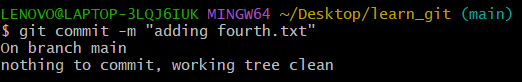 LENOVO@LAPTOP-3LQJ6IUK MINGW64 ~/Desktop/learn_git (main)
$ git commit -m "adding fourth.txt"
On branch main
nothing to commit, working tree clean